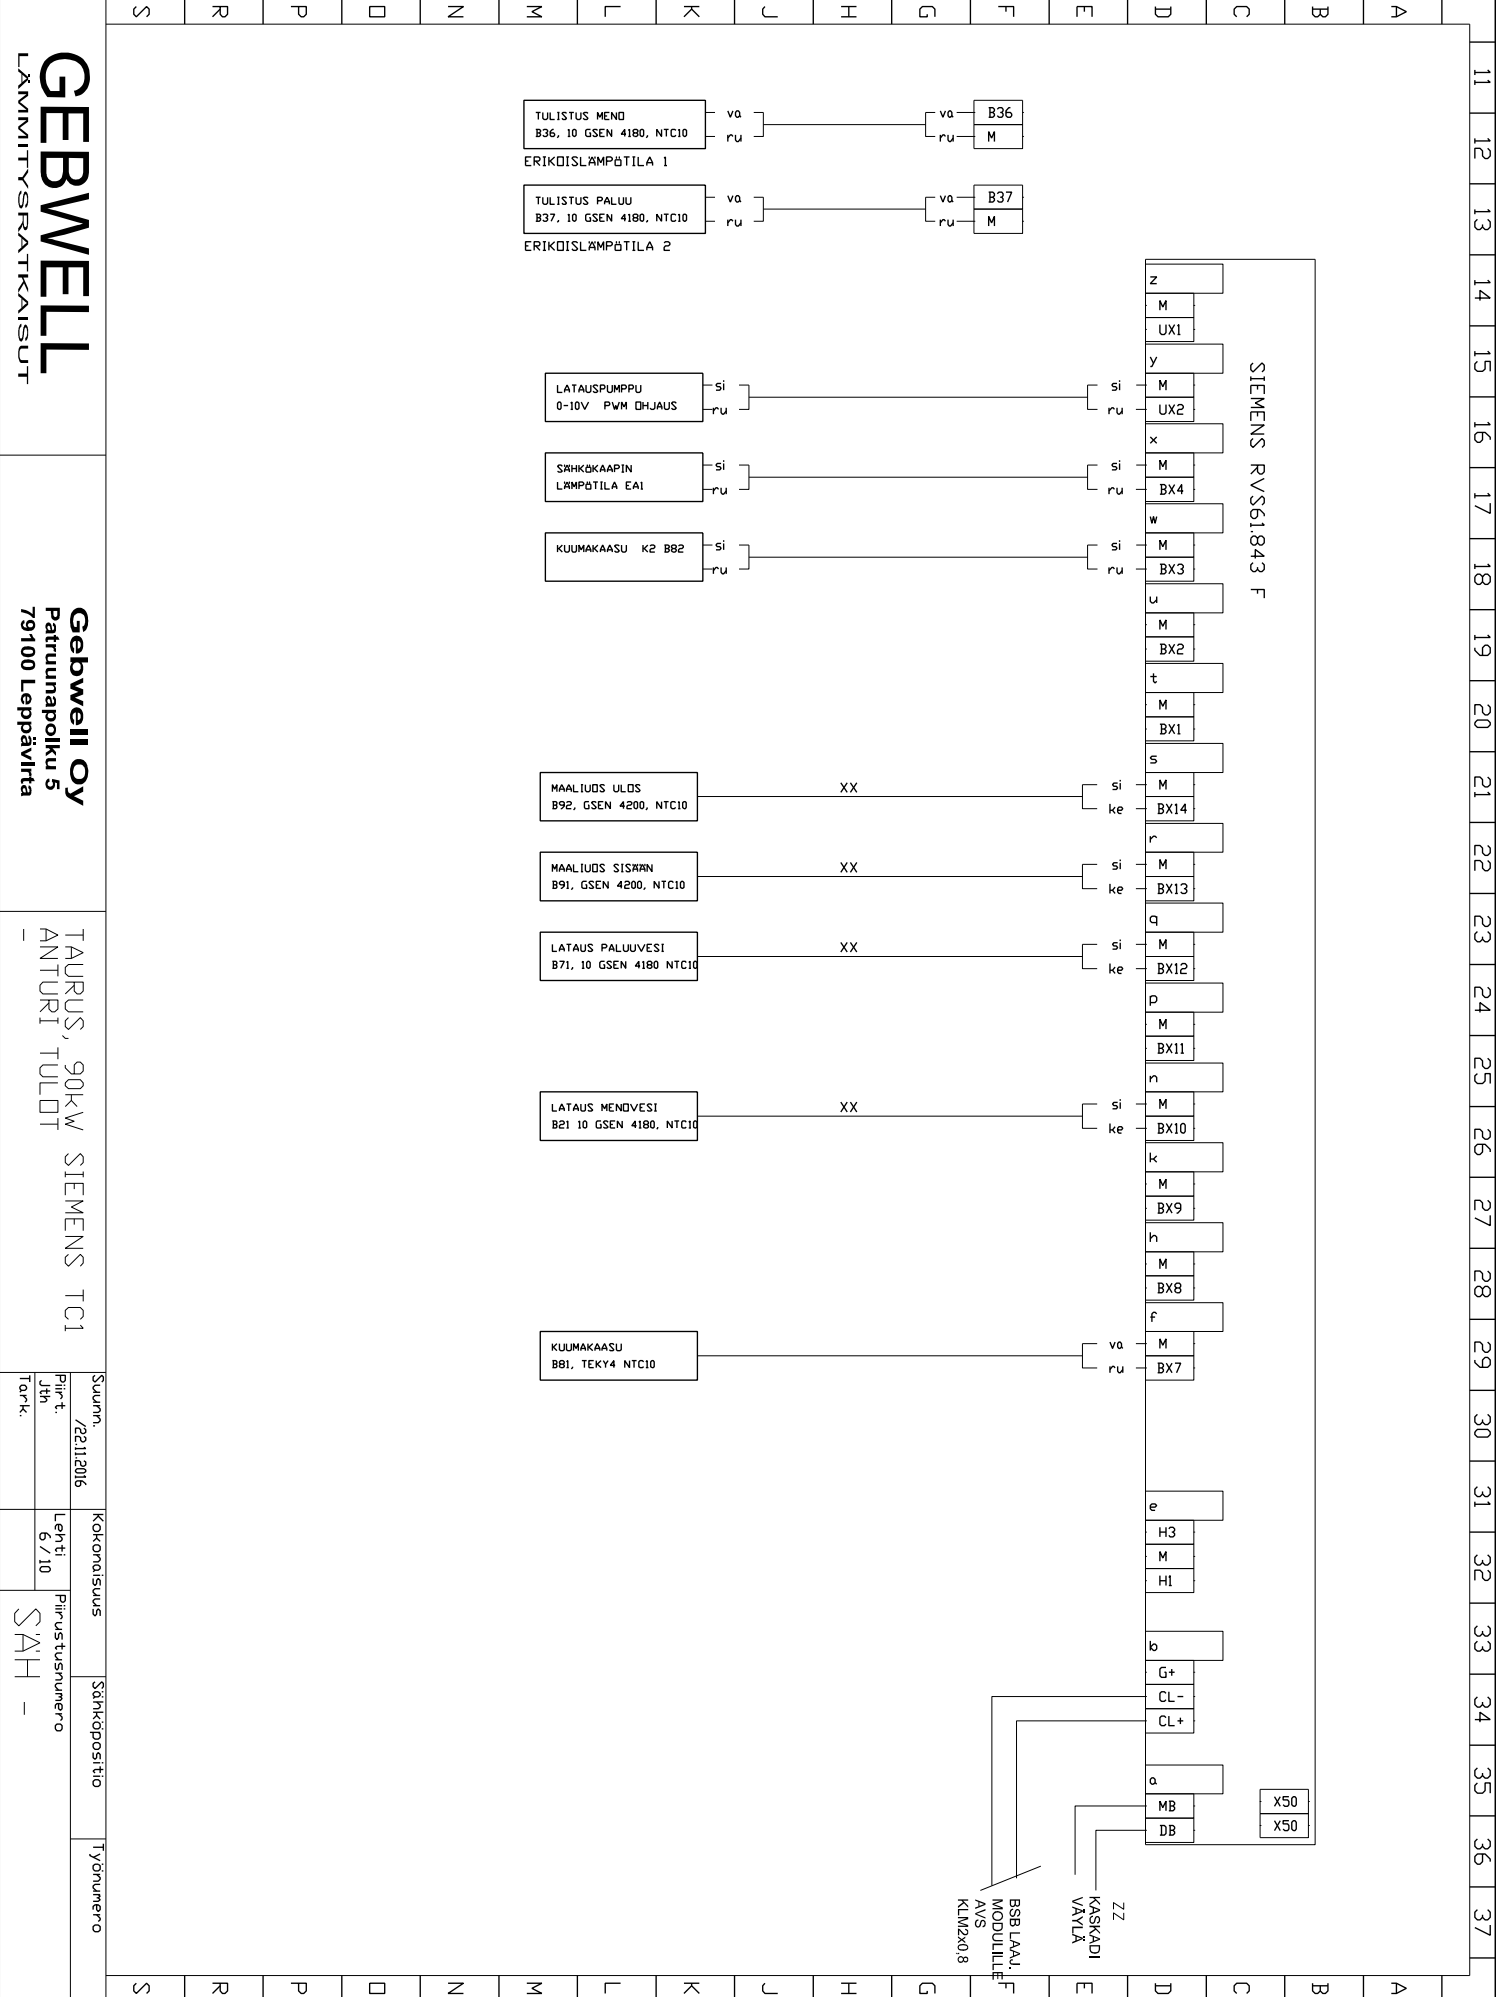 S R P O N M L K J H G F E D C B A
11
12
13
14
15
16
17
18
19
20
21
22
23
24
25
26
27
28
29
30
31
32
33
34
35
36
37
TULISTUS MENO
B36, 10 GSEN 4180, NTC10
va
ru
va
ru
B36
M
ERIKOISLÄMPÖTILA 1
TULISTUS PALUU
B37, 10 GSEN 4180, NTC10
va
ru
va
ru
B37
M
ERIKOISLÄMPÖTILA 2
SIEMENS RVS61.843 F
z
M
UX1
y
LATAUSPUMPPU
0-10V PWM OHJAUS
si
ru
si
ru
M
UX2
x
SÄHKÖKAAPIN
LÄMPÖTILA EA1
si
ru
si
ru
M
BX4
w
KUUMAKAASU K2 B82
si
ru
si
ru
M
BX3
u
M
BX2
t
M
BX1
s
MAALIUOS ULOS
B92, GSEN 4200, NTC10
XX
si
ke
M
BX14
r
MAALIUOS SISÄÄN
B91, GSEN 4200, NTC10
XX
si
ke
M
BX13
q
LATAUS PALUUVESI
B71, 10 GSEN 4180 NTC10
XX
si
ke
M
BX12
p
M
BX11
n
LATAUS MENOVESI
B21 10 GSEN 4180, NTC10
XX
si
ke
M
BX10
k
M
BX9
h
M
BX8
f
KUUMAKAASU
B81, TEKY4 NTC10
va
ru
M
BX7
e
H3
M
H1
b
G+
CL-
CL+
a
MB
DB
X50
X50
ZZ
KASKADI
VÄYLÄ
BSB LAAJ.
MODUULILLE
AVS
KLM2x0,8
GEBWELL
LÄMMITYSRATKAISUT
Gebwell Oy
Patruunapolku 5
79100 Leppävirta
TAURUS, 90kW SIEMENS TC1
ANTURI TULOT
-
Suunn.
/22.11.2016
Piirt.
Jth
Tark.
Kokonaisuus
Lehti
6/10
Sähköpositio
Työnumero
Piirustusnumero
SÄH -
S R P O N M L K J H G F E D C B A